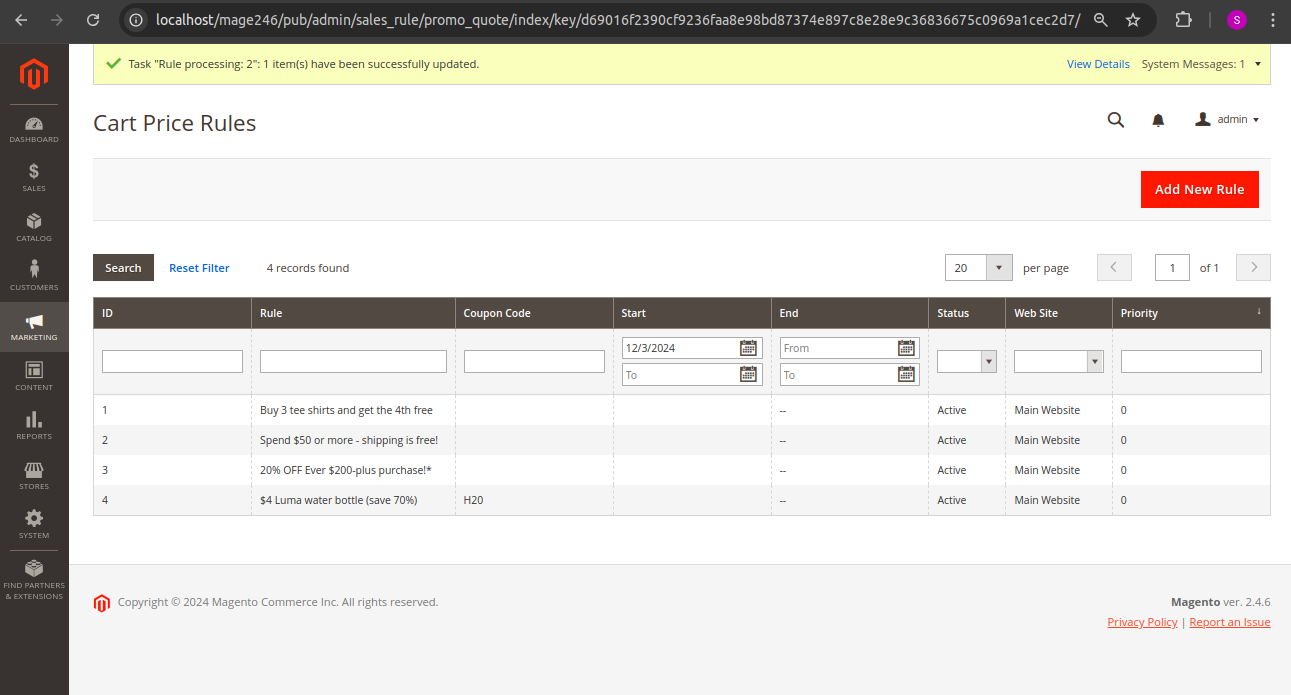 localhost/mage246/pub/admin/sales_rule/promo_quote/index/key/d69016f2390cf9236faa8e98bd87374e897c8e28e9c36836675c0969a1cec2d7/
S
Task "Rule processing: 2": 1 item(s) have been successfully updated.
View Details
System Messages: 1
DASHBOARD
SALES
CATALOG
CUSTOMERS
MARKETING
CONTENT
REPORTS
STORES
SYSTEM
FIND PARTNERS
& EXTENSIONS
Cart Price Rules
admin
Add New Rule
Search Reset Filter 4 records found
20 per page 1 of 1
ID Rule Coupon Code Start End Status Web Site Priority ↓
12/3/2024 From
To To
1 Buy 3 tee shirts and get the 4th free -- Active Main Website 0
2 Spend $50 or more - shipping is free! -- Active Main Website 0
3 20% OFF Ever $200-plus purchase!* -- Active Main Website 0
4 $4 Luma water bottle (save 70%) H20 -- Active Main Website 0
Copyright © 2024 Magento Commerce Inc. All rights reserved.
Magento ver. 2.4.6
Privacy Policy | Report an Issue